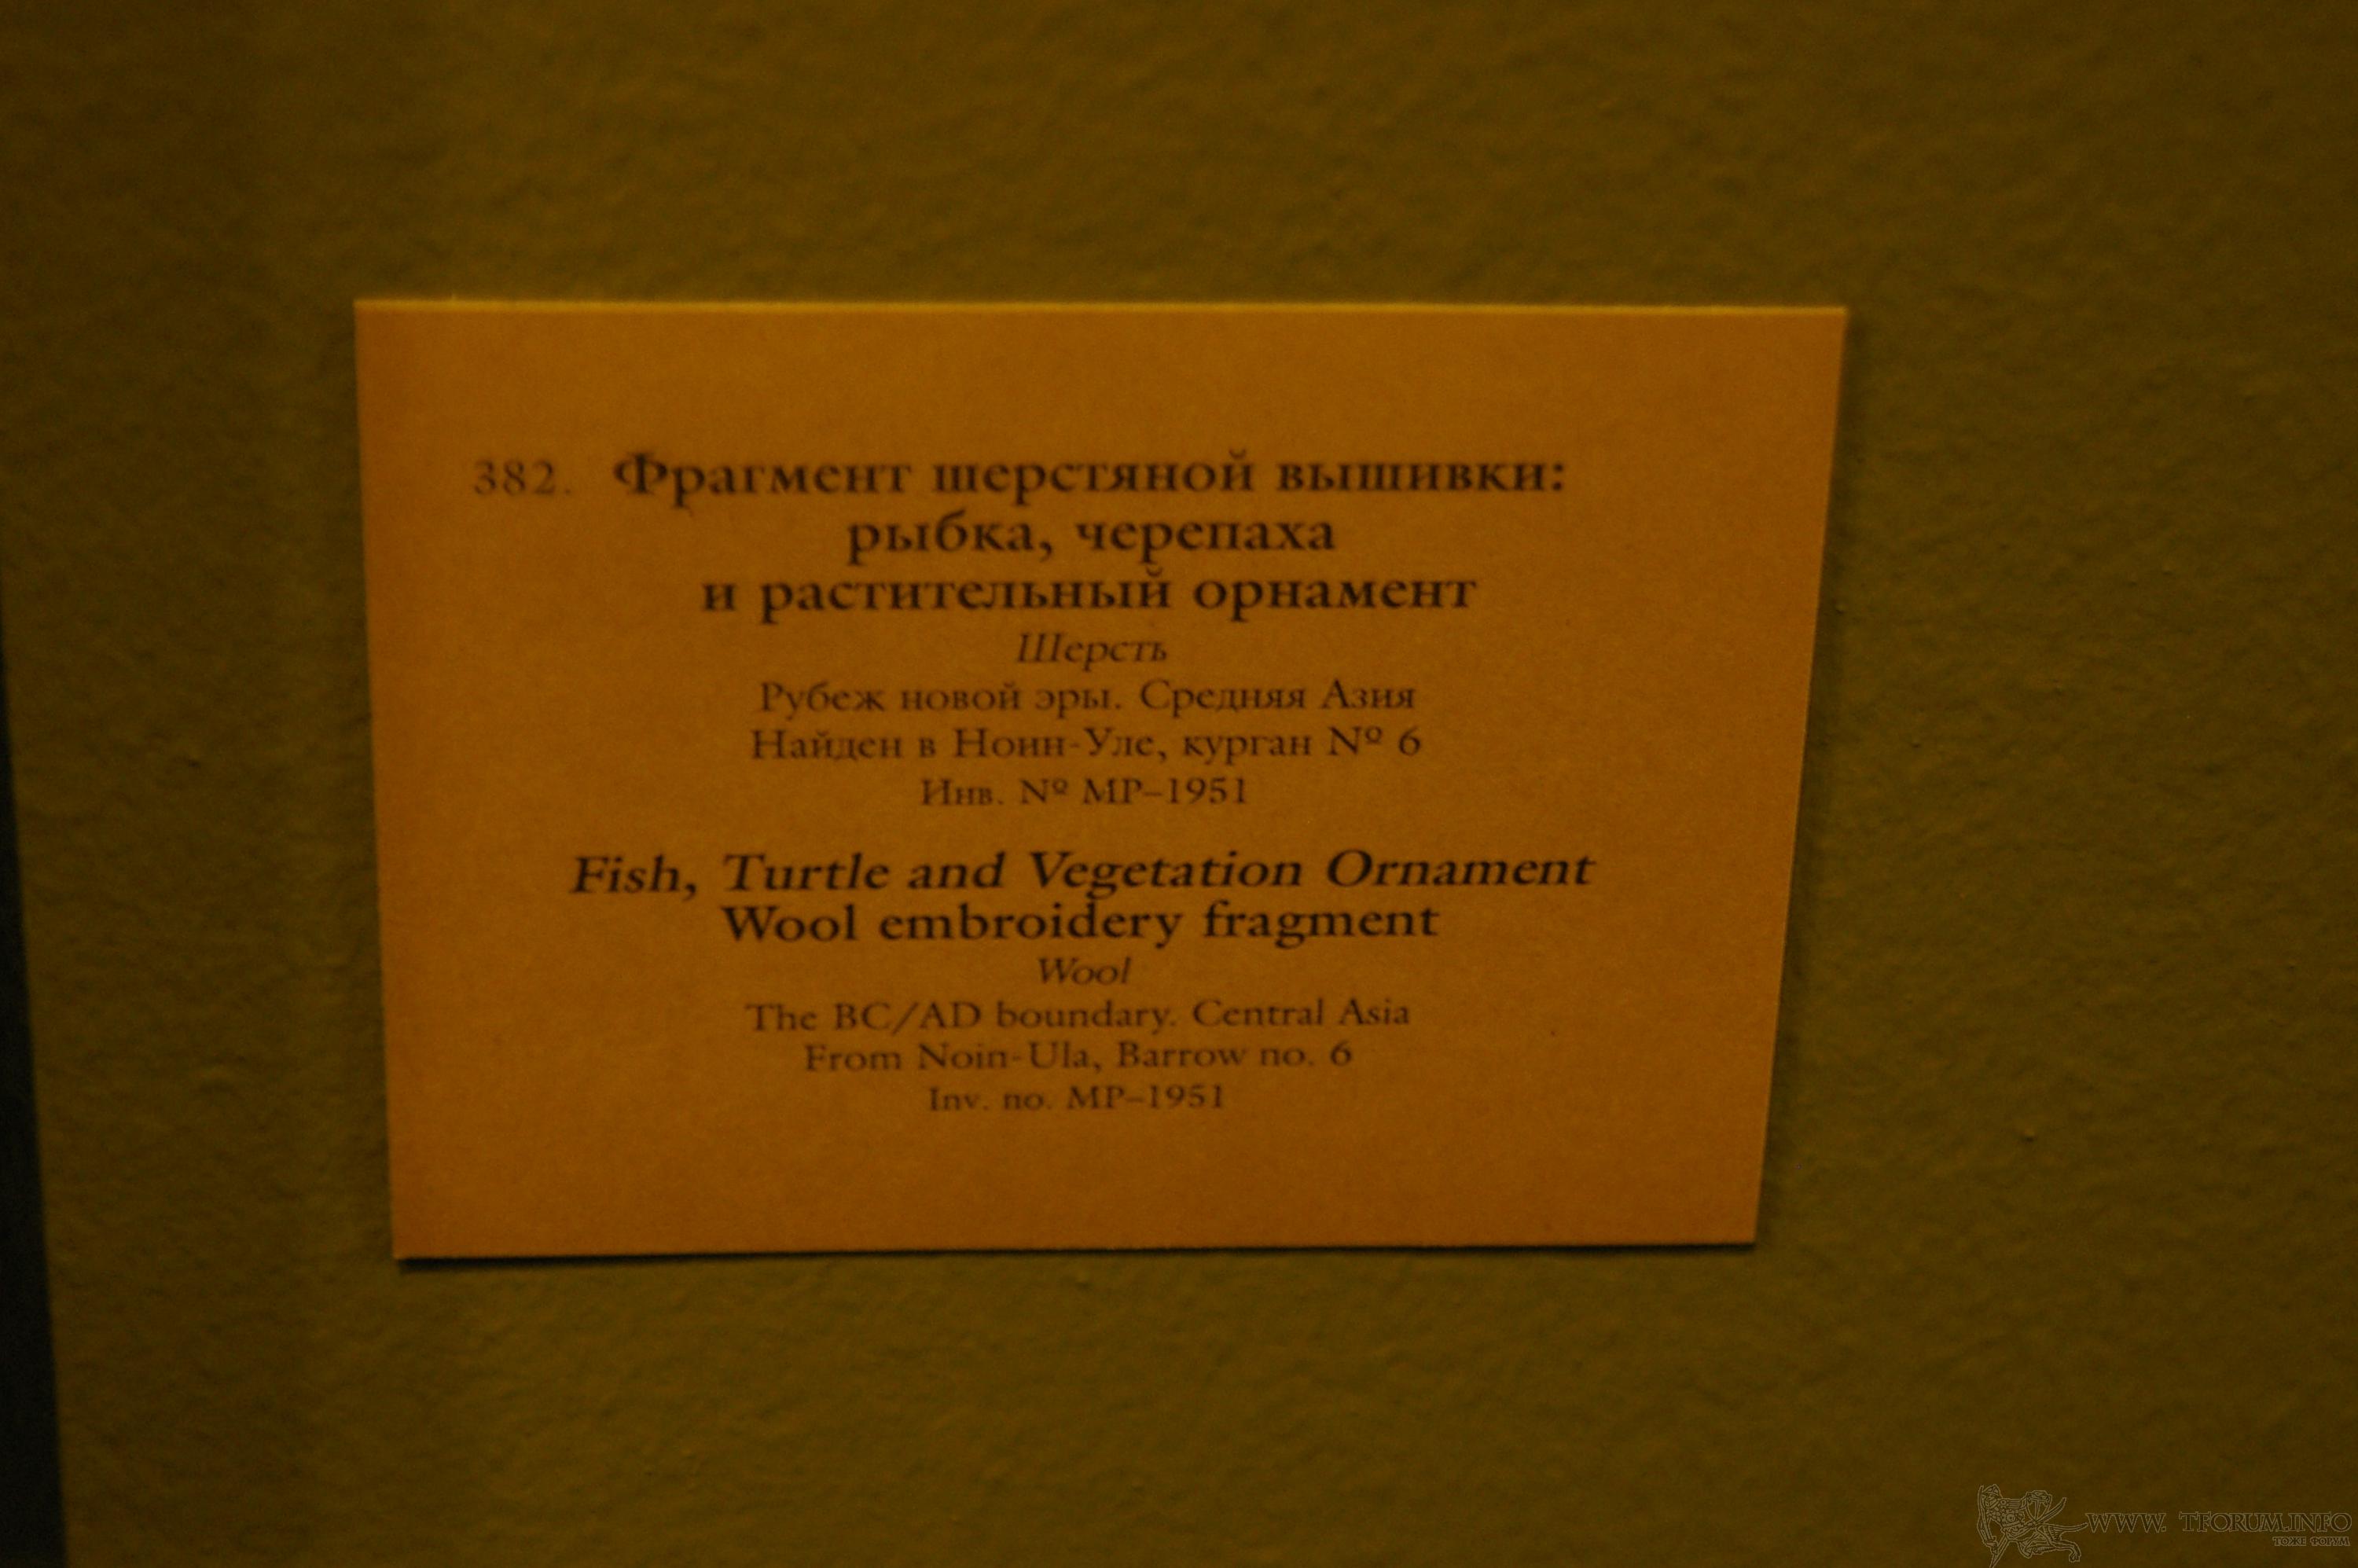 382. Фрагмент шерстяной вышивки:
рыбка, черепаха
и растительный орнамент
Шерсть
Рубеж новой эры. Средняя Азия
Найден в Ноин-Уле, курган № 6
Инв. № МР–1951
Fish, Turtle and Vegetation Ornament
Wool embroidery fragment
Wool
The BC/AD boundary. Central Asia
From Noin-Ula, Barrow no. 6
Inv. no. MP–1951
WWW. TFORUM.INFO
ТОЖЕ ФОРУМ